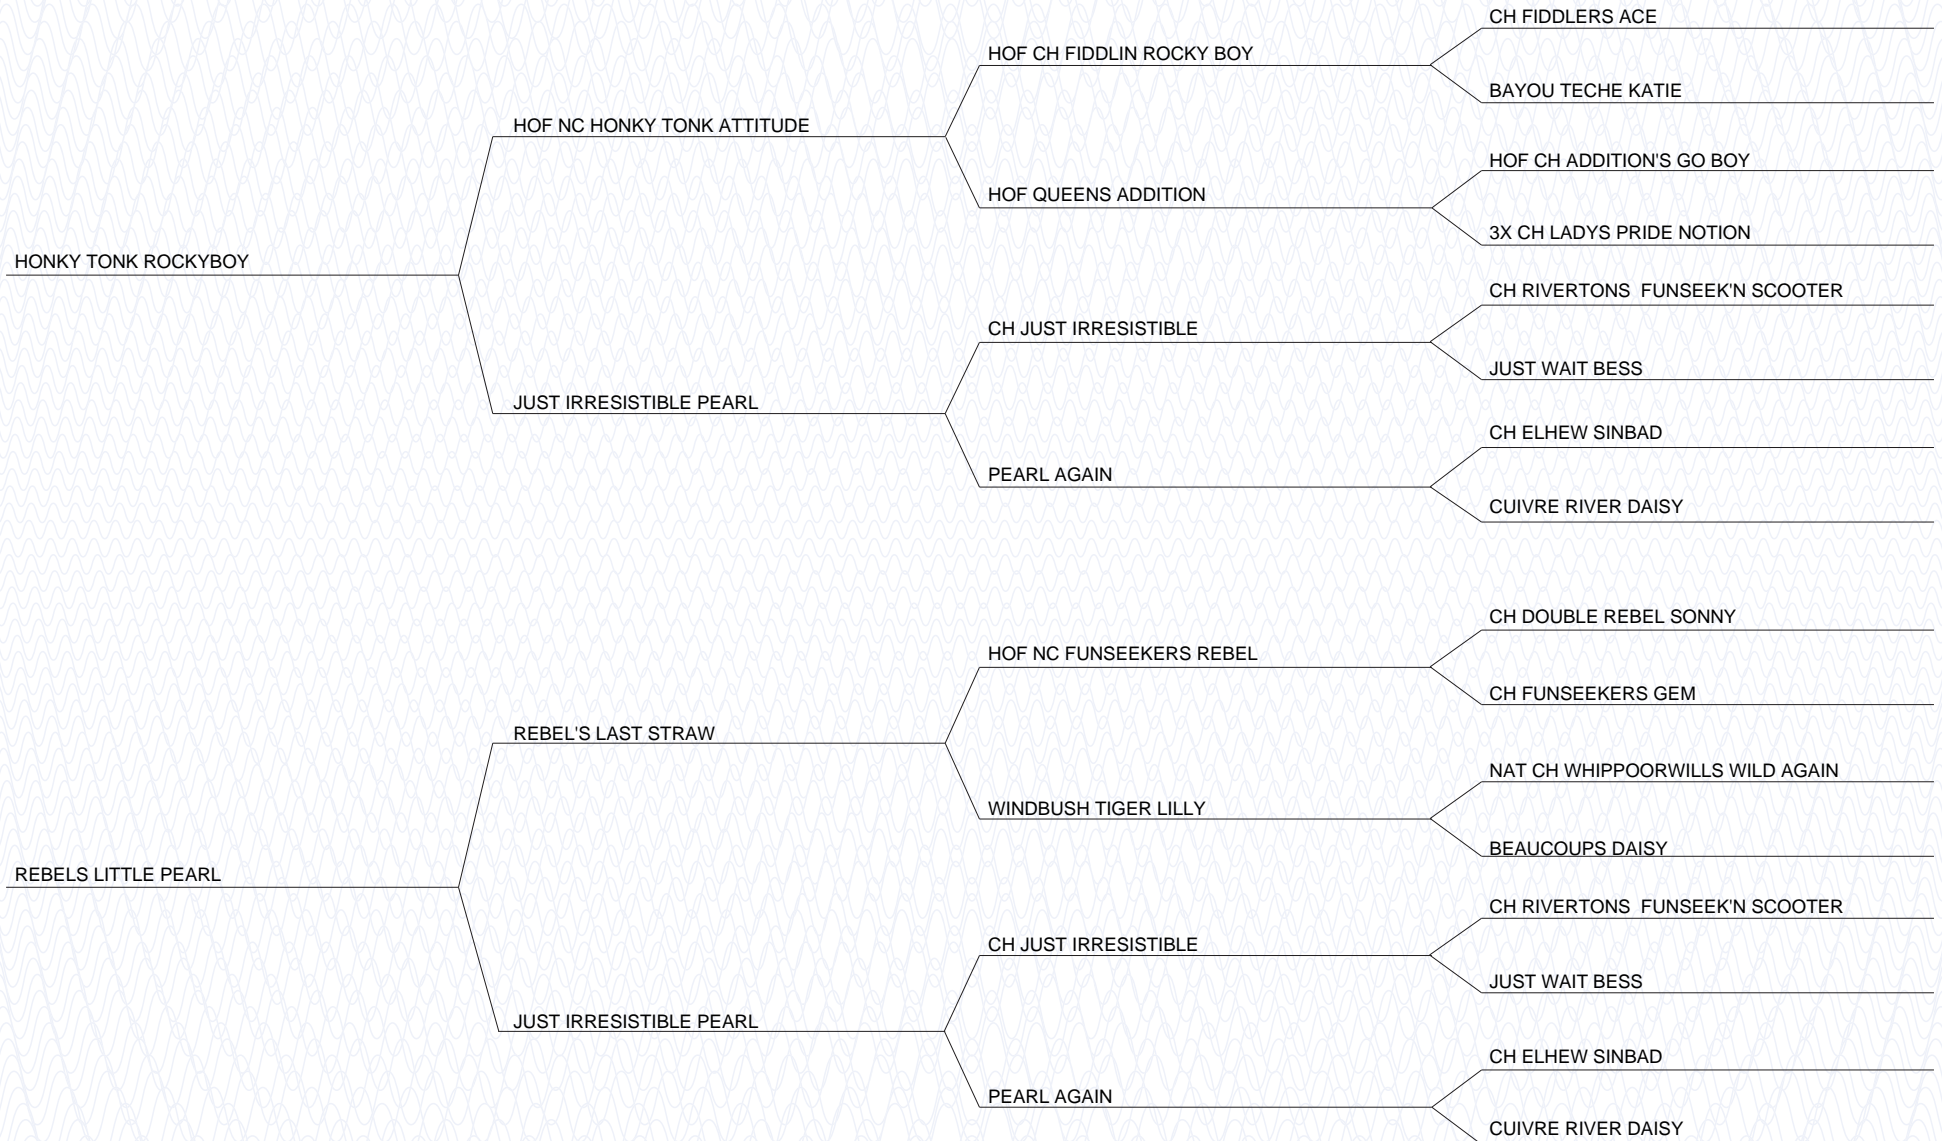 CH FIDDLERS ACE
HOF CH FIDDLIN ROCKY BOY
BAYOU TECHE KATIE
HOF NC HONKY TONK ATTITUDE
HOF CH ADDITION'S GO BOY
HOF QUEENS ADDITION
3X CH LADYS PRIDE NOTION
HONKY TONK ROCKYBOY
CH RIVERTONS  FUNSEEK'N SCOOTER
CH JUST IRRESISTIBLE
JUST WAIT BESS
JUST IRRESISTIBLE PEARL
CH ELHEW SINBAD
PEARL AGAIN
CUIVRE RIVER DAISY
CH DOUBLE REBEL SONNY
HOF NC FUNSEEKERS REBEL
CH FUNSEEKERS GEM
REBEL'S LAST STRAW
NAT CH WHIPPOORWILLS WILD AGAIN
WINDBUSH TIGER LILLY
BEAUCOUPS DAISY
REBELS LITTLE PEARL
CH RIVERTONS  FUNSEEK'N SCOOTER
CH JUST IRRESISTIBLE
JUST WAIT BESS
JUST IRRESISTIBLE PEARL
CH ELHEW SINBAD
PEARL AGAIN
CUIVRE RIVER DAISY